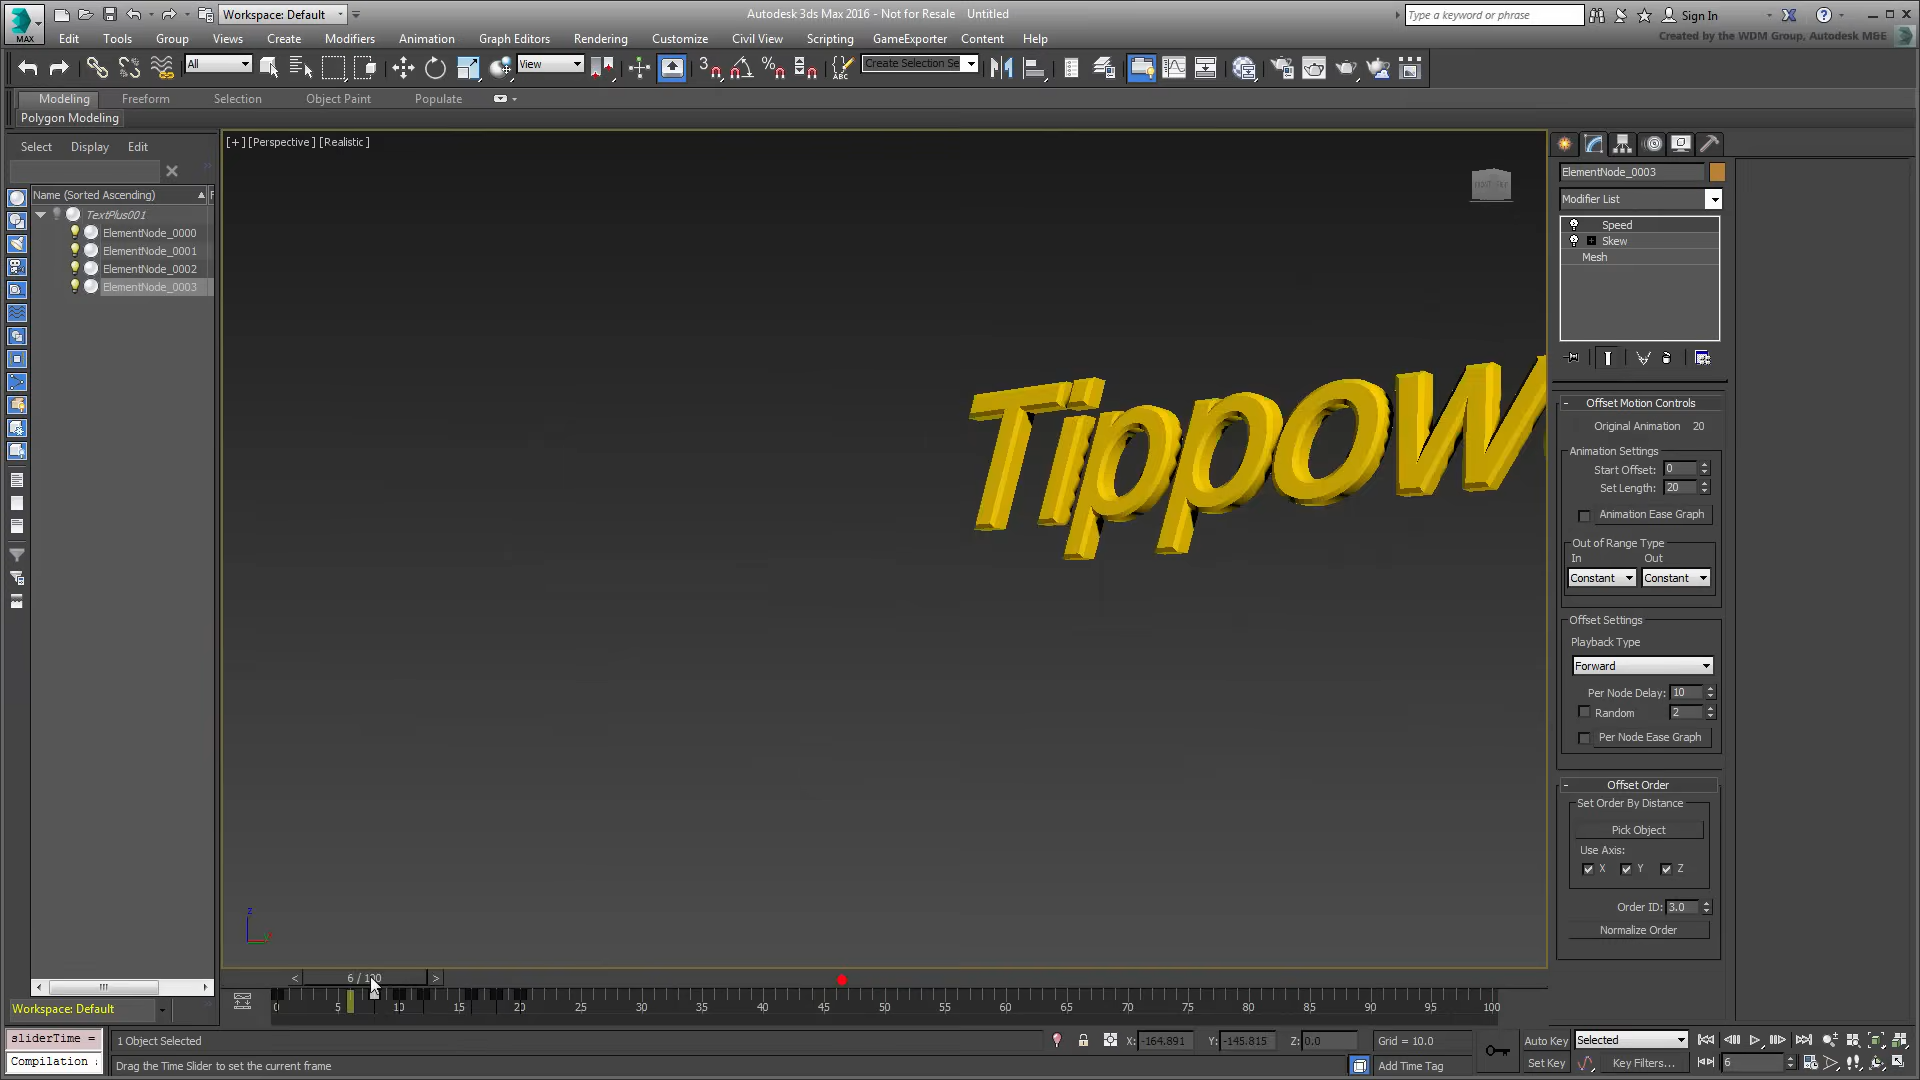 Workspace: Default
Autodesk 3ds Max 2016 - Not for Resale Untitled
Type a keyword or phrase
Sign In
MAX
Edit Tools Group Views Create Modifiers Animation Graph Editors Rendering Customize Civil View Scripting GameExporter Content Help
Created by the WDM Group, Autodesk M&E
All
View
Create Selection Se
Modeling Freeform Selection Object Paint Populate
Polygon Modeling
Select Display Edit
Name (Sorted Ascending)
TextPlus001
ElementNode_0000
ElementNode_0001
ElementNode_0002
ElementNode_0003
[+] [Perspective] [Realistic]
Tippow
ElementNode_0003
Modifier List
Speed
Skew
Mesh
Offset Motion Controls
Original Animation 20
Animation Settings
Start Offset: 0
Set Length: 20
Animation Ease Graph
Out of Range Type
In Out
Constant Constant
Offset Settings
Playback Type
Forward
Per Node Delay: 10
Random 2
Per Node Ease Graph
Offset Order
Set Order By Distance
Pick Object
Use Axis:
X Y Z
Order ID: 3.0
Normalize Order
z
< 6 / 100 >
0 5 10 15 20 25 30 35 40 45 50 55 60 65 70 75 80 85 90 95 100
Workspace: Default
sliderTime =
Compilation :
1 Object Selected
Drag the Time Slider to set the current frame
X: -164.891 Y: -145.815 Z: 0.0
Grid = 10.0
Add Time Tag
Auto Key Selected
Set Key Key Filters...
6